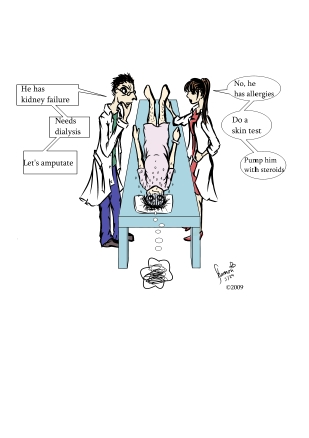 He has
kidney failure
Needs
dialysis
Let's amputate
No, he
has allergies
Do a
skin test
Pump him
with steroids
©2009